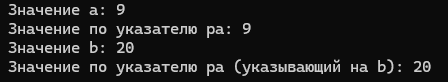 Значение a: 9
Значение по указателю pa: 9
Значение b: 20
Значение по указателю pa (указывающий на b): 20